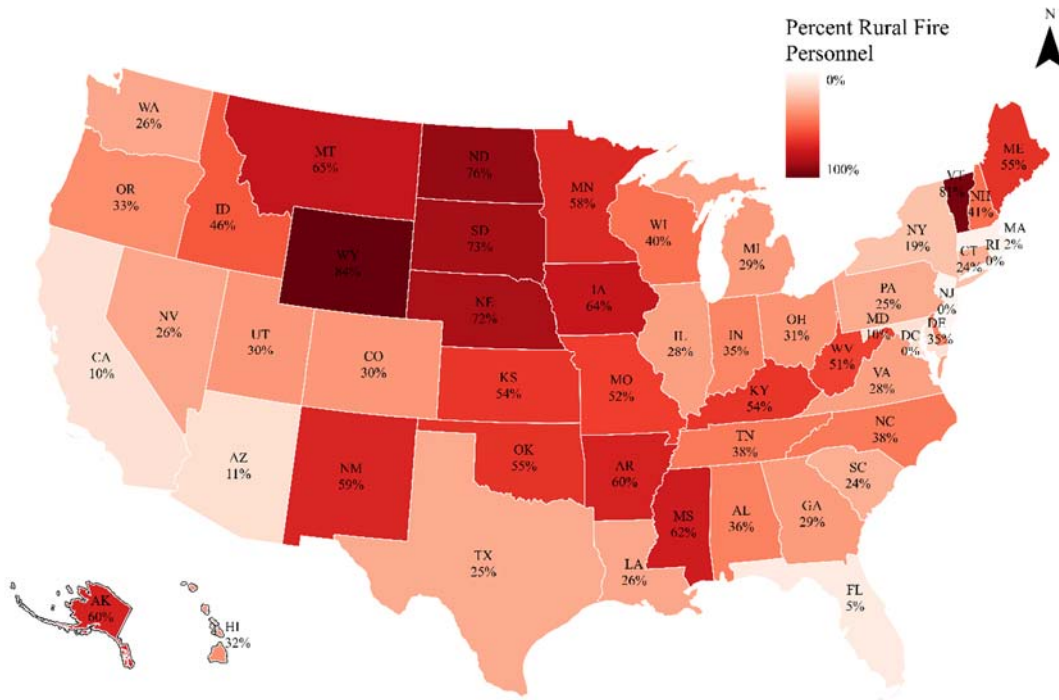 N
Percent Rural Fire
Personnel
0%
100%
WA
26%
MT
65%
ND
76%
MN
58%
ME
55%
VT
NH
41%
OR
33%
ID
46%
WY
84%
SD
73%
WI
40%
MI
29%
NY
19%
MA
2%
CT
24%
RI
0%
NE
72%
IA
64%
PA
25%
NJ
0%
NV
26%
UT
30%
CO
30%
IL
28%
IN
35%
OH
31%
MD
10%
DE
35%
DC
0%
WV
51%
VA
28%
CA
10%
KS
54%
MO
52%
KY
54%
NC
38%
TN
38%
AZ
11%
NM
59%
OK
55%
AR
60%
SC
24%
MS
62%
AL
36%
GA
29%
TX
25%
LA
26%
FL
5%
AK
60%
HI
32%